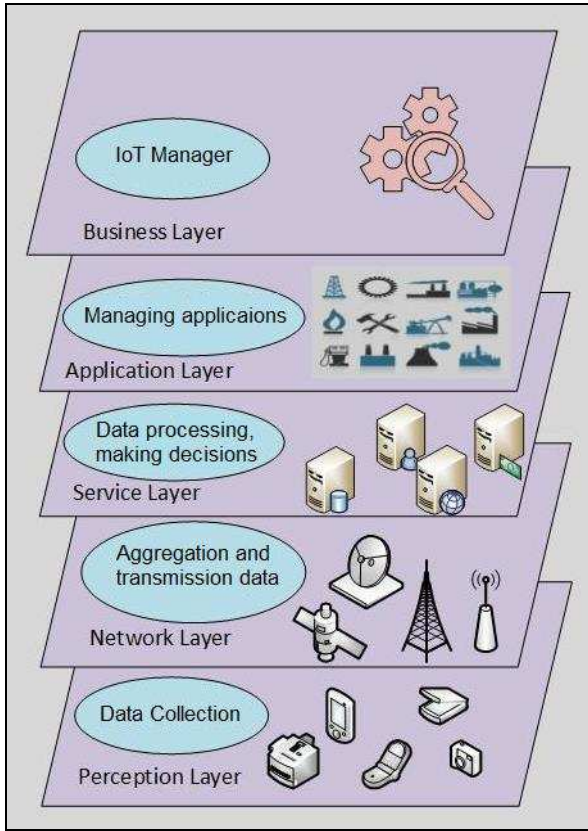 IoT Manager
Business Layer
Managing applicaions
Application Layer
Data processing,
making decisions
Service Layer
Aggregation and
transmission data
Network Layer
Data Collection
Perception Layer